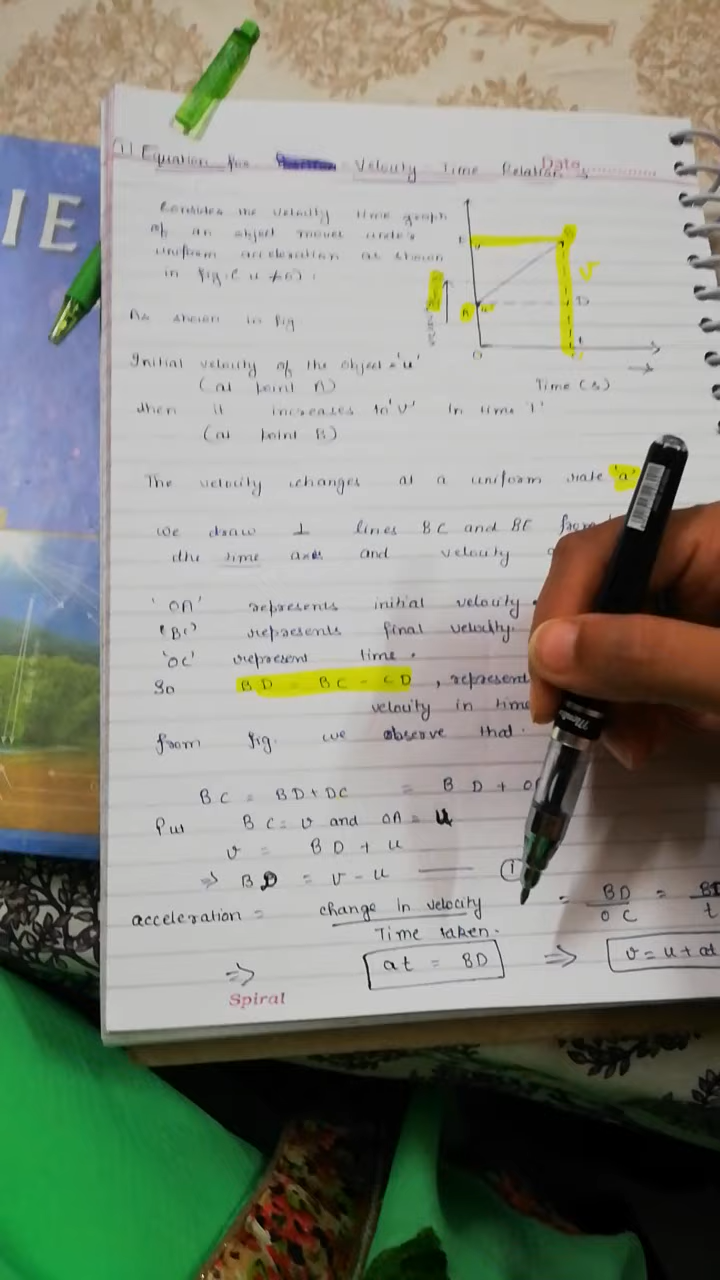 IE
1) Equation for Velocity Time Relation
Date
Consider the velocity time graph
of an object moves under
uniform acceleration as shown
in fig. (u ≠ 0).
E
B
v
A
u
D
O
t
Time (s)
As shown in fig
Initial velocity of the object = 'u'
(at point A)
then it increases to 'v' in time 't'
(at point B)
The velocity changes at a uniform rate 'a'
we draw ⊥ lines BC and BE from
the time axis and velocity
'OA' represents initial velocity.
'BC' represents final velocity.
'OC' represent time.
So BD = BC - CD, represent
velocity in time
from fig. we observe that.
BC = BD + DC = BD + OA
Put BC = v and OA = u
v = BD + u
⇒ BD = v - u —— 1
acceleration = change in velocity = BD = BD
Time taken. OC t
⇒ at = BD ⇒ v = u + at
Spiral